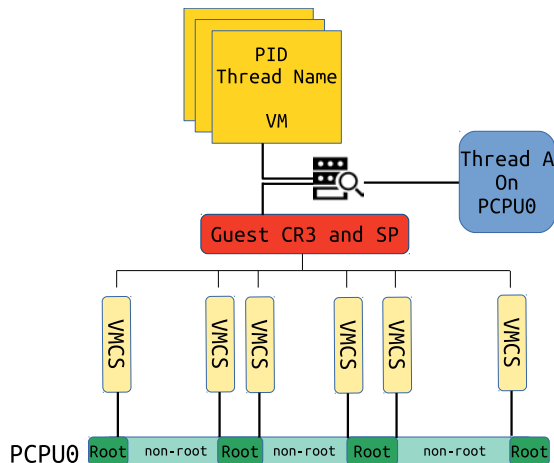 PID
Thread Name
VM
Thread A
On
PCPU0
Guest CR3 and SP
VMCS
VMCS
VMCS
VMCS
VMCS
VMCS
PCPU0
Root
non-root
Root
non-root
Root
non-root
Root